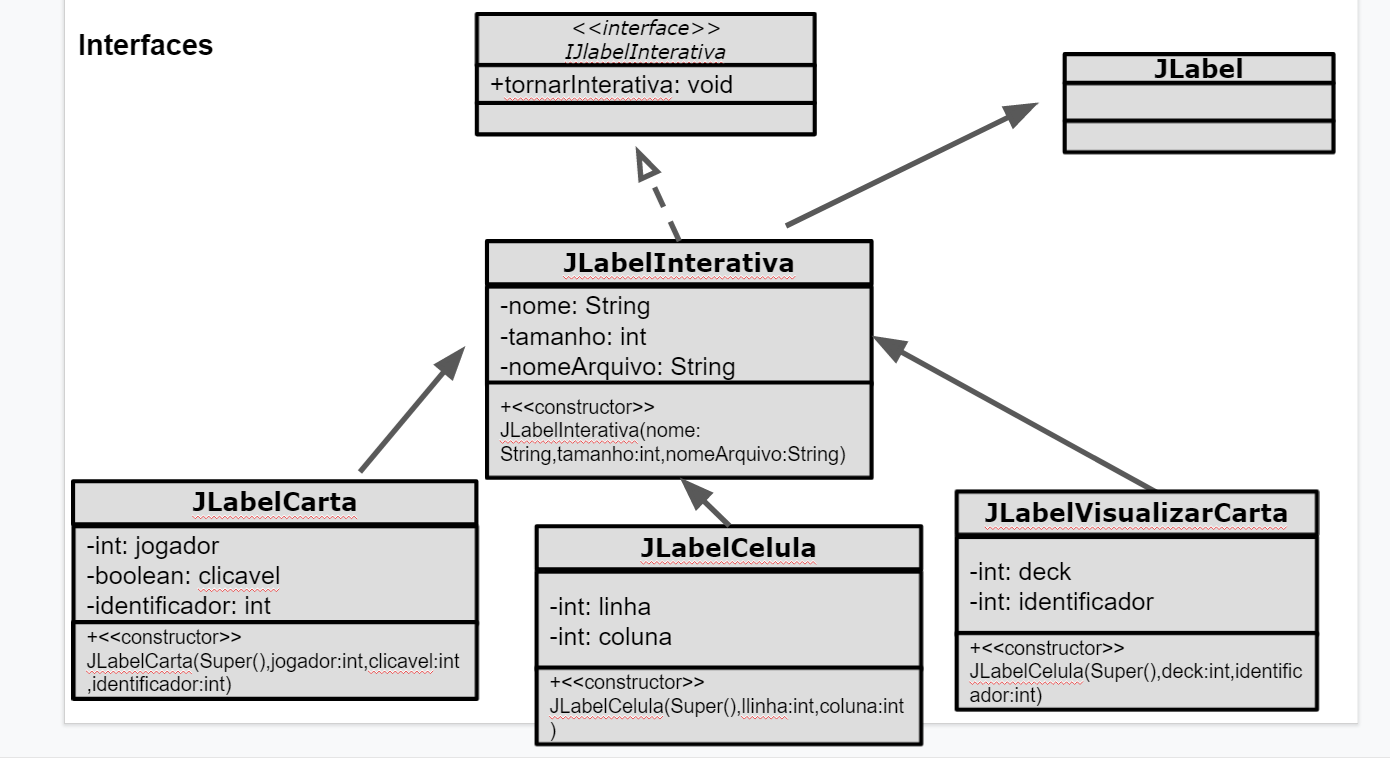 Interfaces
<<interface>>
IJlabelInterativa
+tornarInterativa: void
JLabel
JLabelInterativa
-nome: String
-tamanho: int
-nomeArquivo: String
+<<constructor>>
JLabelInterativa(nome:
String,tamanho:int,nomeArquivo:String)
JLabelCarta
-int: jogador
-boolean: clicavel
-identificador: int
+<<constructor>>
JLabelCarta(Super(),jogador:int,clicavel:int
,identificador:int)
JLabelCelula
-int: linha
-int: coluna
+<<constructor>>
JLabelCelula(Super(),llinha:int,coluna:int
)
JLabelVisualizarCarta
-int: deck
-int: identificador
+<<constructor>>
JLabelCelula(Super(),deck:int,identific
ador:int)